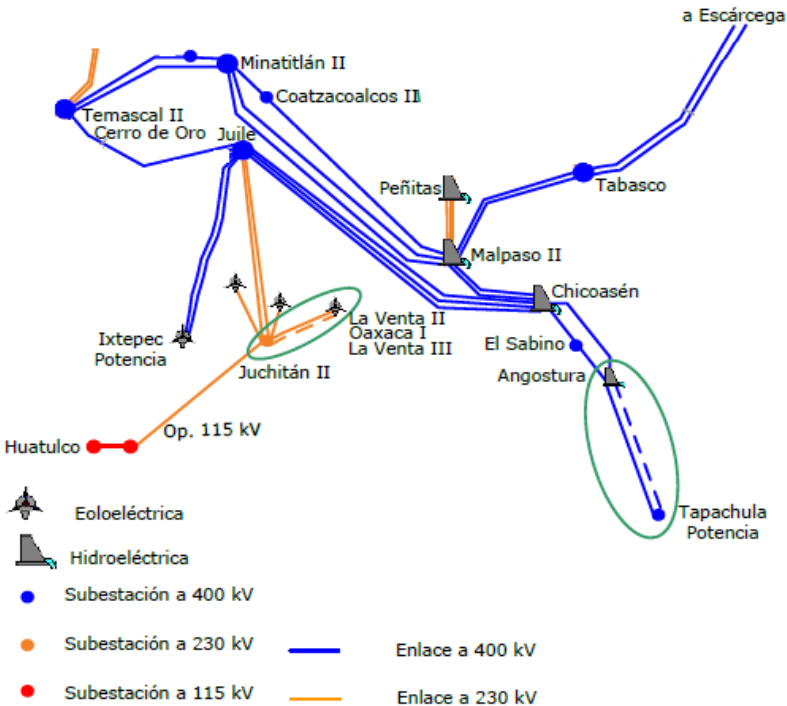 a Escárcega
Minatitlán II
Coatzacoalcos II
Temascal II
Cerro de Oro
Juile
Peñitas
Tabasco
Malpaso II
Chicoasén
La Venta II
Oaxaca I
La Venta III
Ixtepec
Potencia
El Sabino
Juchitán II
Angostura
Op. 115 kV
Huatulco
Tapachula
Potencia
Eoloeléctrica
Hidroeléctrica
Subestación a 400 kV
Subestación a 230 kV
Enlace a 400 kV
Subestación a 115 kV
Enlace a 230 kV